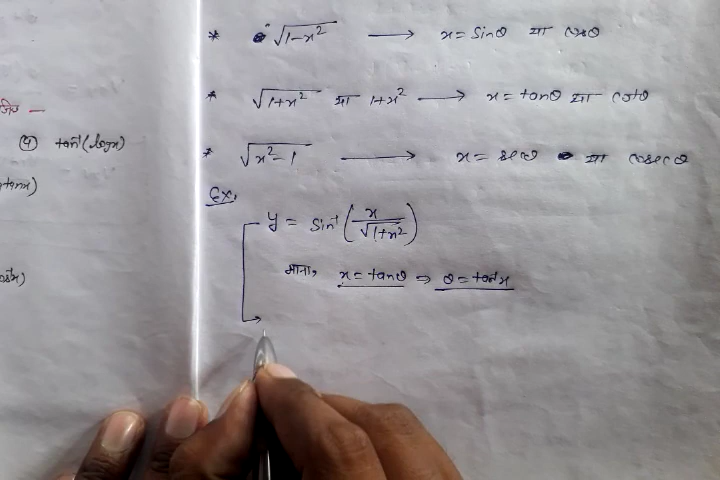 ④ tan⁻¹(logx)
* √1-x² ⟶ x = sinθ या cosθ
* √1+x² या 1+x² ⟶ x = tanθ या cotθ
* √x²-1 ⟶ x = secθ या cosecθ
Ex.
y = sin⁻¹(x/√1+x²)
माना, x = tanθ ⇒ θ = tan⁻¹x